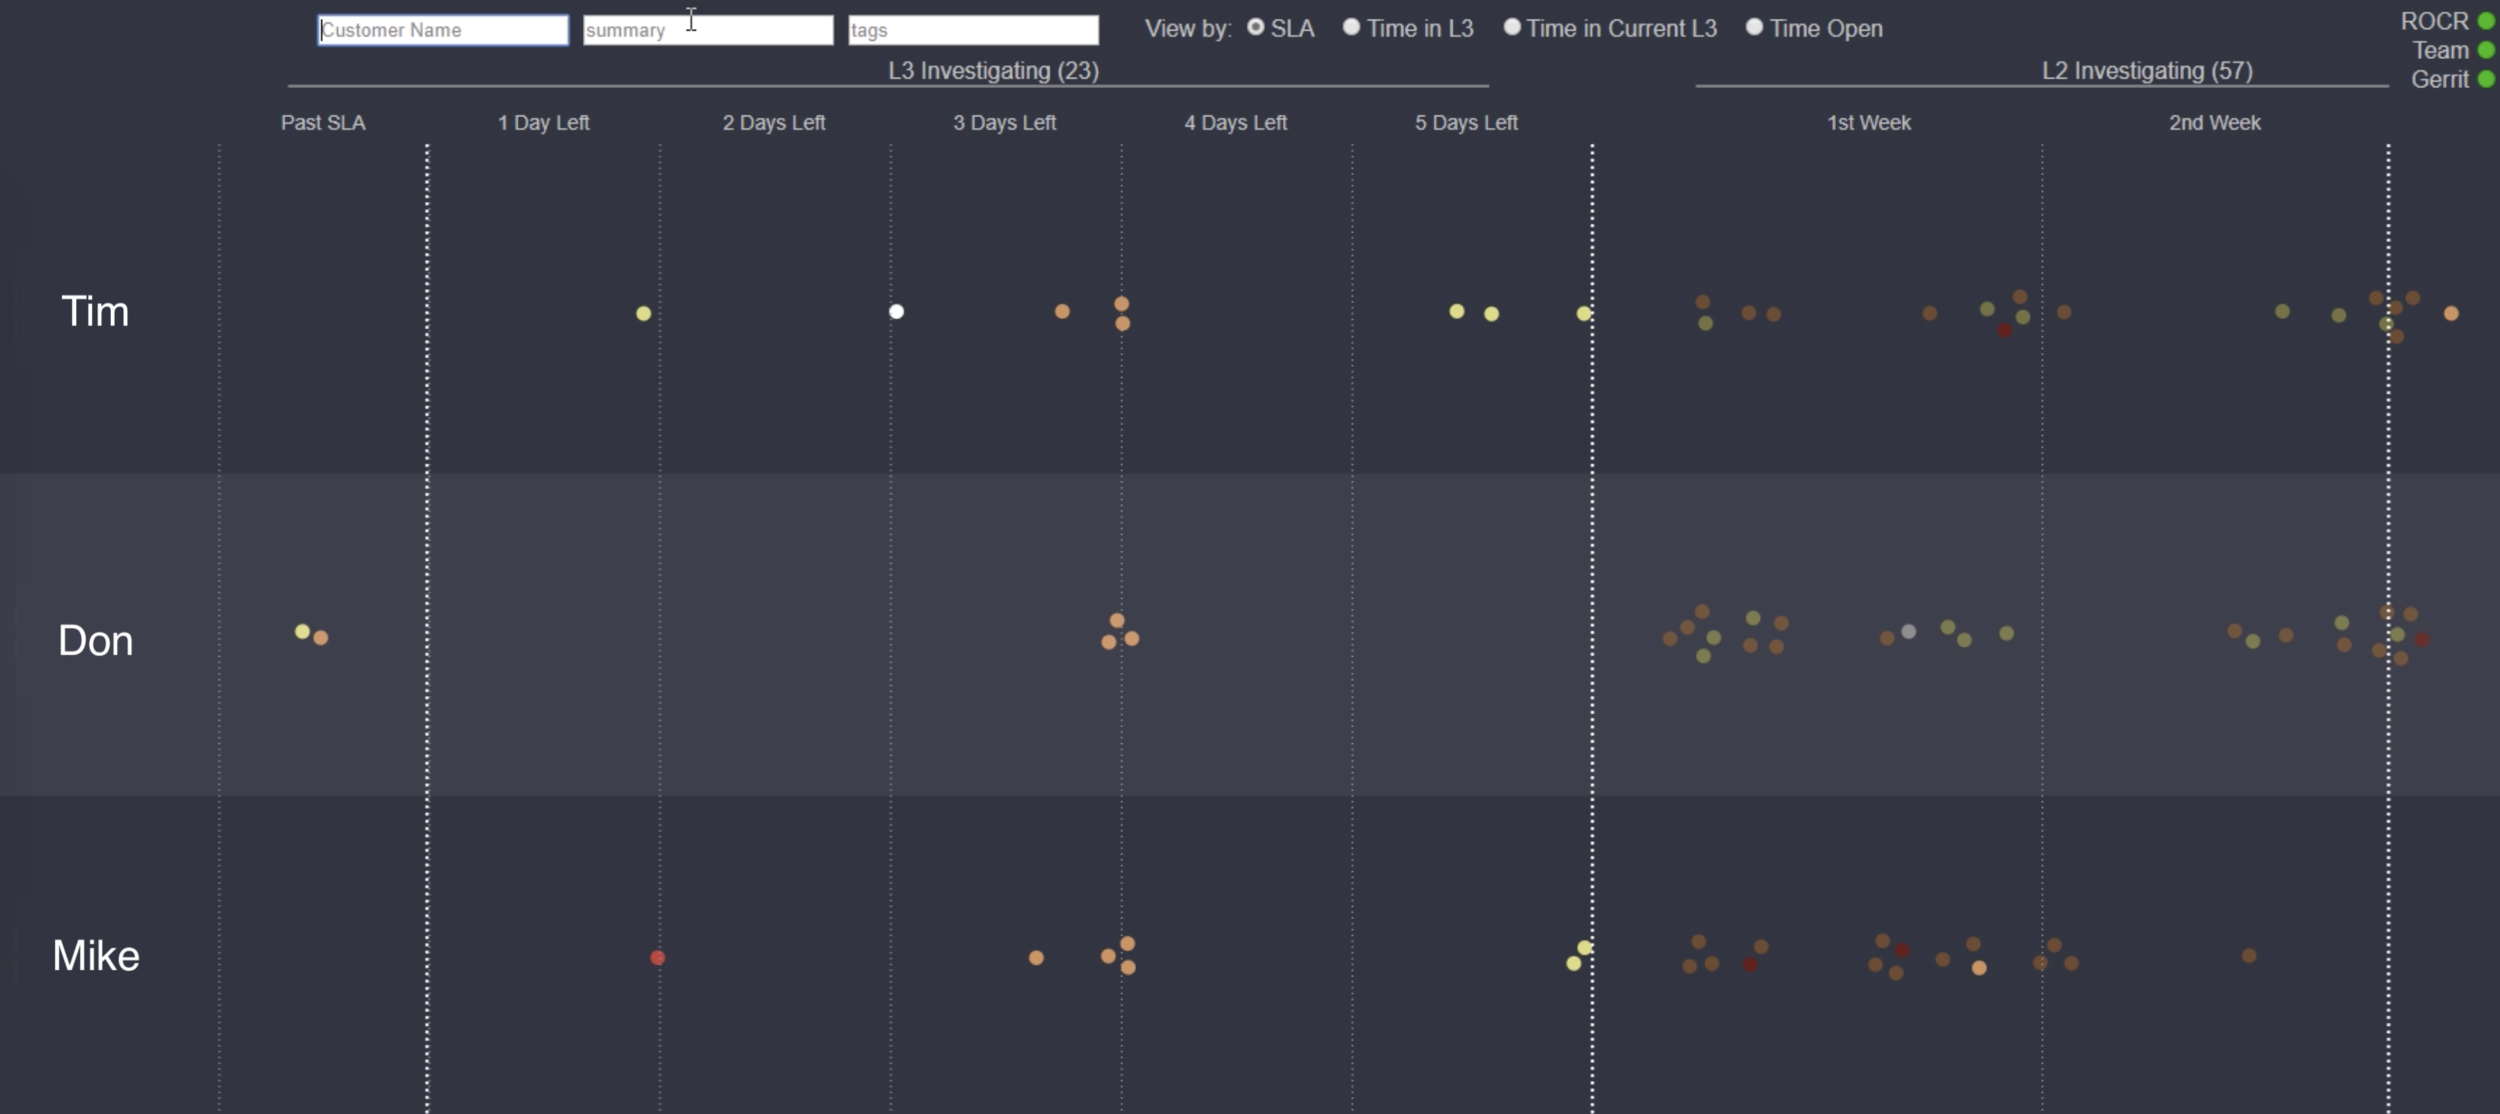 Customer Name summary tags View by: SLA Time in L3 Time in Current L3 Time Open ROCR
Team
L3 Investigating (23) L2 Investigating (57) Gerrit
Past SLA 1 Day Left 2 Days Left 3 Days Left 4 Days Left 5 Days Left 1st Week 2nd Week
Tim
Don
Mike